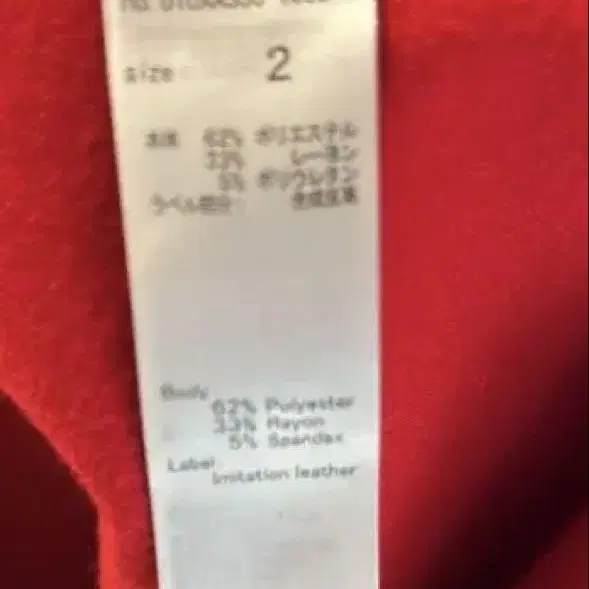 size 2
本体 62% ポリエステル
33% レーヨン
5% ポリウレタン
ラベル部分 合成皮革
Body
62% Polyester
33% Rayon
5% Spandex
Label
Imitation leather